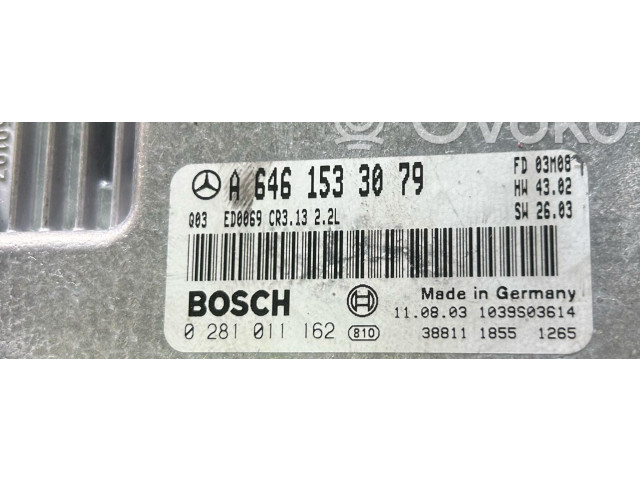 A 646 153 30 79
FD 03M08
HW 43.02
Q03 ED0069 CR3.13 2.2L
SW 26.03
BOSCH
Made in Germany
0 281 011 162 810
11.08.03 1039S03614
38811 1855 1265